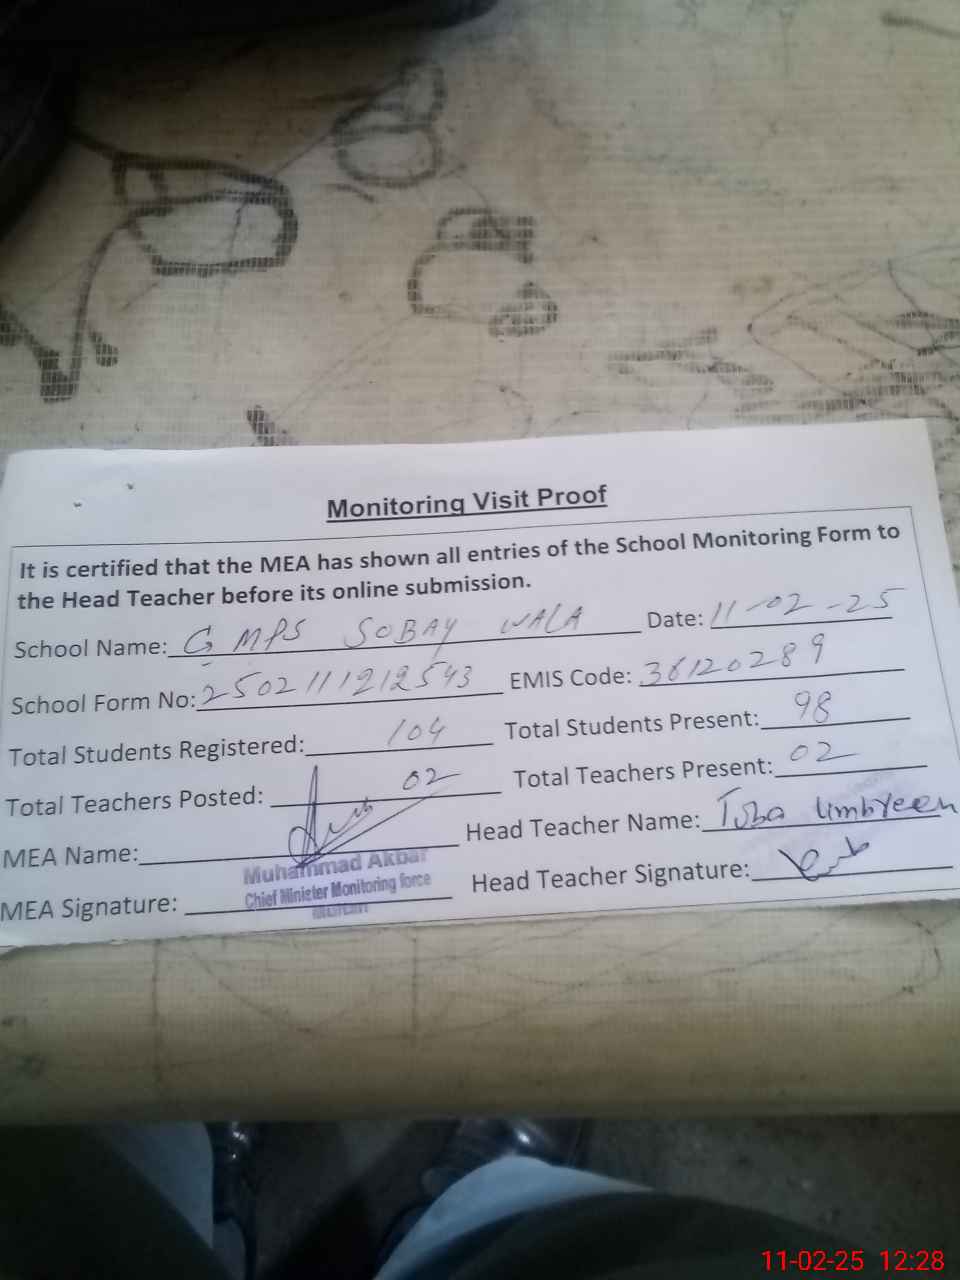 Monitoring Visit Proof
It is certified that the MEA has shown all entries of the School Monitoring Form to
the Head Teacher before its online submission.
School Name: GMPS SOBAY WALA Date: 11-02-25
School Form No: 2502111212543 EMIS Code: 36120289
Total Students Registered: 104 Total Students Present: 98
Total Teachers Posted: 02 Total Teachers Present: 02
MEA Name: Head Teacher Name: Toba Umbreen
Muhammad Akbar
Chief Minister Monitoring force
MEA Signature: Head Teacher Signature:
Multan
11-02-25 12:28